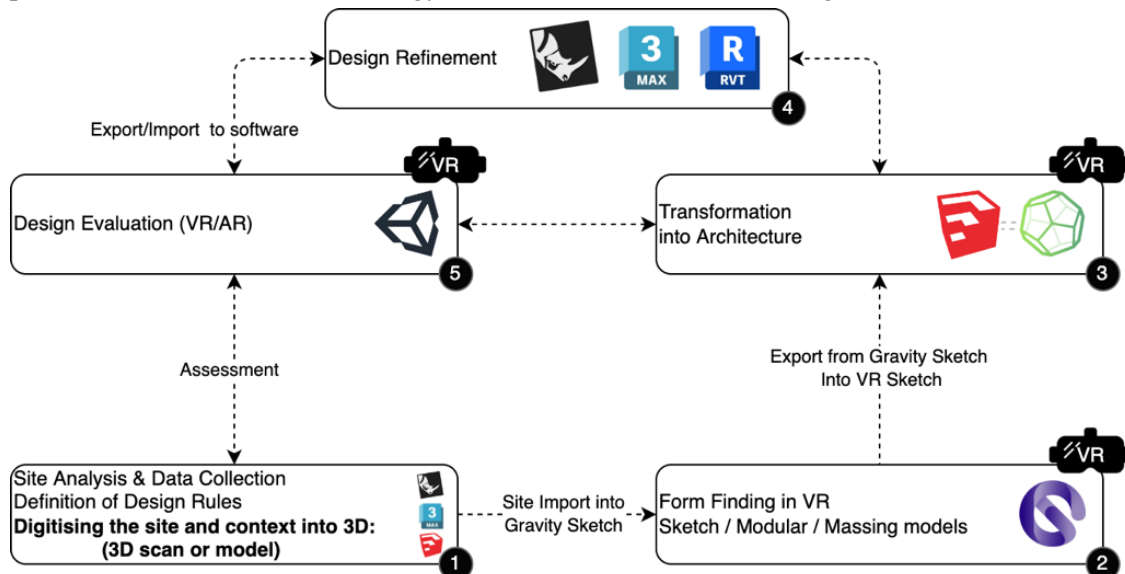 Design Refinement
3
MAX
R
RVT
4
Export/Import to software
VR
Design Evaluation (VR/AR)
5
VR
Transformation
into Architecture
3
Assessment
Export from Gravity Sketch
Into VR Sketch
Site Analysis & Data Collection
Definition of Design Rules
Digitising the site and context into 3D:
(3D scan or model)
3
MAX
1
Site Import into
Gravity Sketch
VR
Form Finding in VR
Sketch / Modular / Massing models
2